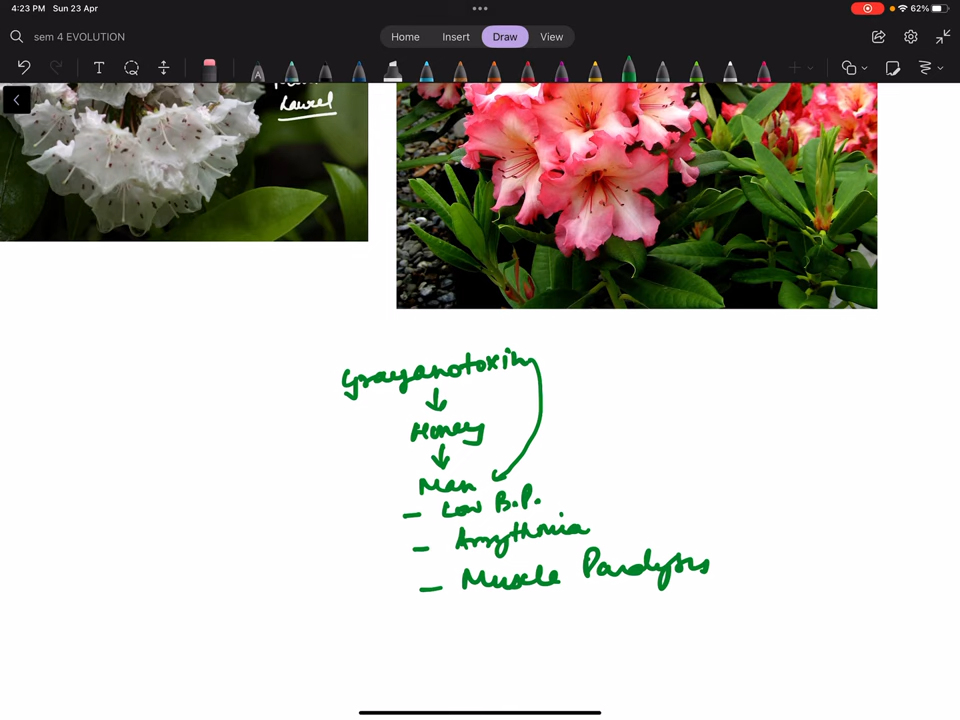 4:23 PM Sun 23 Apr
62%
sem 4 EVOLUTION
Home Insert Draw View
T
A
Laurel
Grayanotoxin
Honey
Man
- Low B.P.
- Arrythmia
- Muscle Paralysis